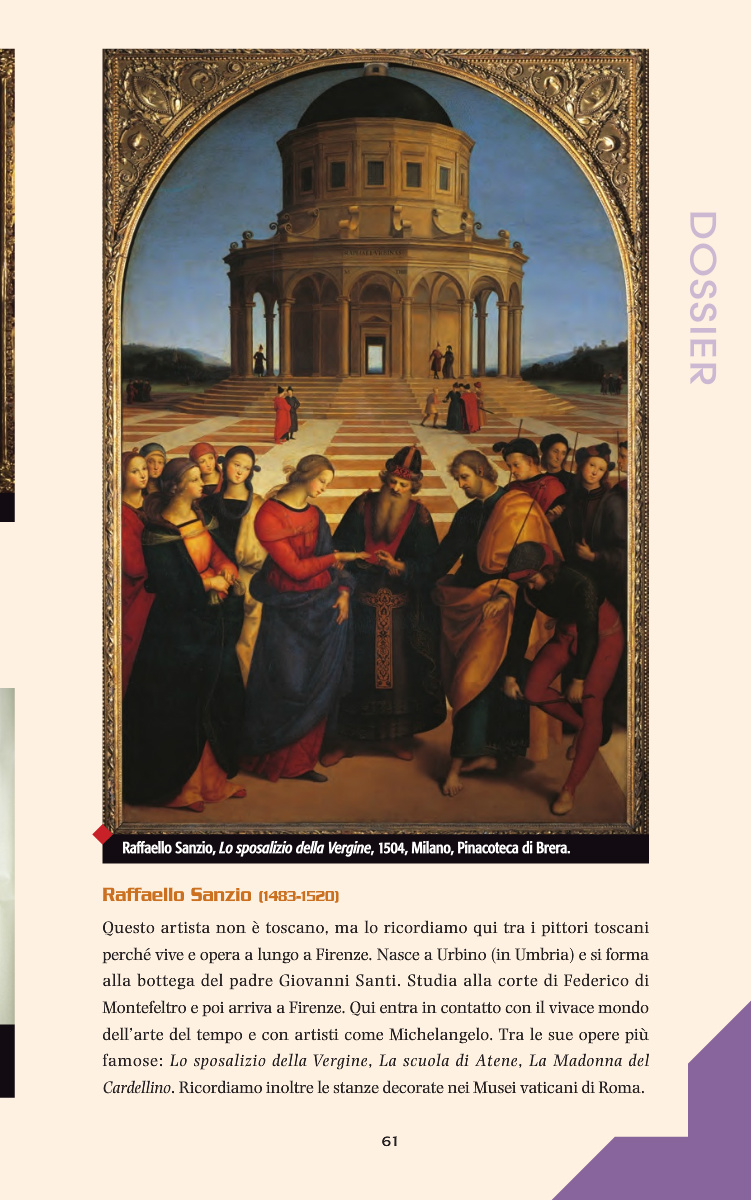 DOSSIER
Raffaello Sanzio, Lo sposalizio della Vergine, 1504, Milano, Pinacoteca di Brera.
Raffaello Sanzio (1483-1520)
Questo artista non è toscano, ma lo ricordiamo qui tra i pittori toscani
perché vive e opera a lungo a Firenze. Nasce a Urbino (in Umbria) e si forma
alla bottega del padre Giovanni Santi. Studia alla corte di Federico di
Montefeltro e poi arriva a Firenze. Qui entra in contatto con il vivace mondo
dell'arte del tempo e con artisti come Michelangelo. Tra le sue opere più
famose: Lo sposalizio della Vergine, La scuola di Atene, La Madonna del
Cardellino. Ricordiamo inoltre le stanze decorate nei Musei vaticani di Roma.
61